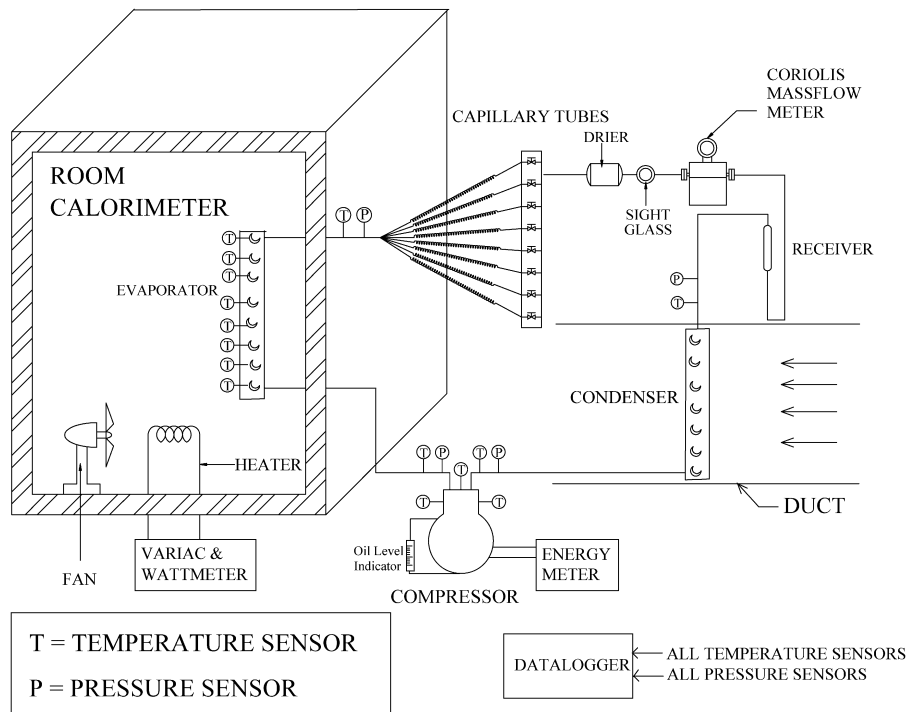 CORIOLIS
MASSFLOW
METER
CAPILLARY TUBES
DRIER
ROOM
CALORIMETER
SIGHT
GLASS
T P
RECEIVER
T
T
T
EVAPORATOR
T
T
T
T
T
P
T
CONDENSER
HEATER
T P
T
T P
T
T
DUCT
Oil Level
Indicator
VARIAC &
WATTMETER
ENERGY
METER
FAN
COMPRESSOR
T = TEMPERATURE SENSOR
P = PRESSURE SENSOR
DATALOGGER
ALL TEMPERATURE SENSORS
ALL PRESSURE SENSORS